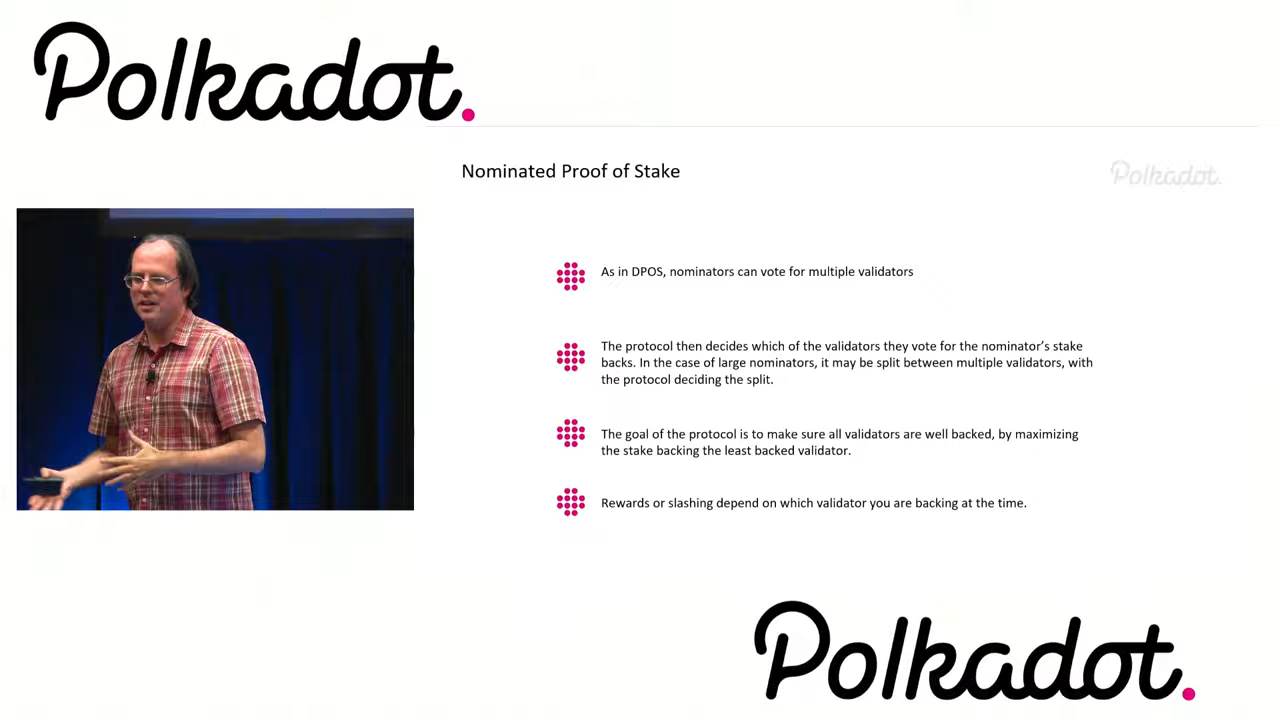 Polkadot.
Nominated Proof of Stake
Polkadot.
As in DPOS, nominators can vote for multiple validators
The protocol then decides which of the validators they vote for the nominator's stake
backs. In the case of large nominators, it may be split between multiple validators, with
the protocol deciding the split.
The goal of the protocol is to make sure all validators are well backed, by maximizing
the stake backing the least backed validator.
Rewards or slashing depend on which validator you are backing at the time.
Polkadot.